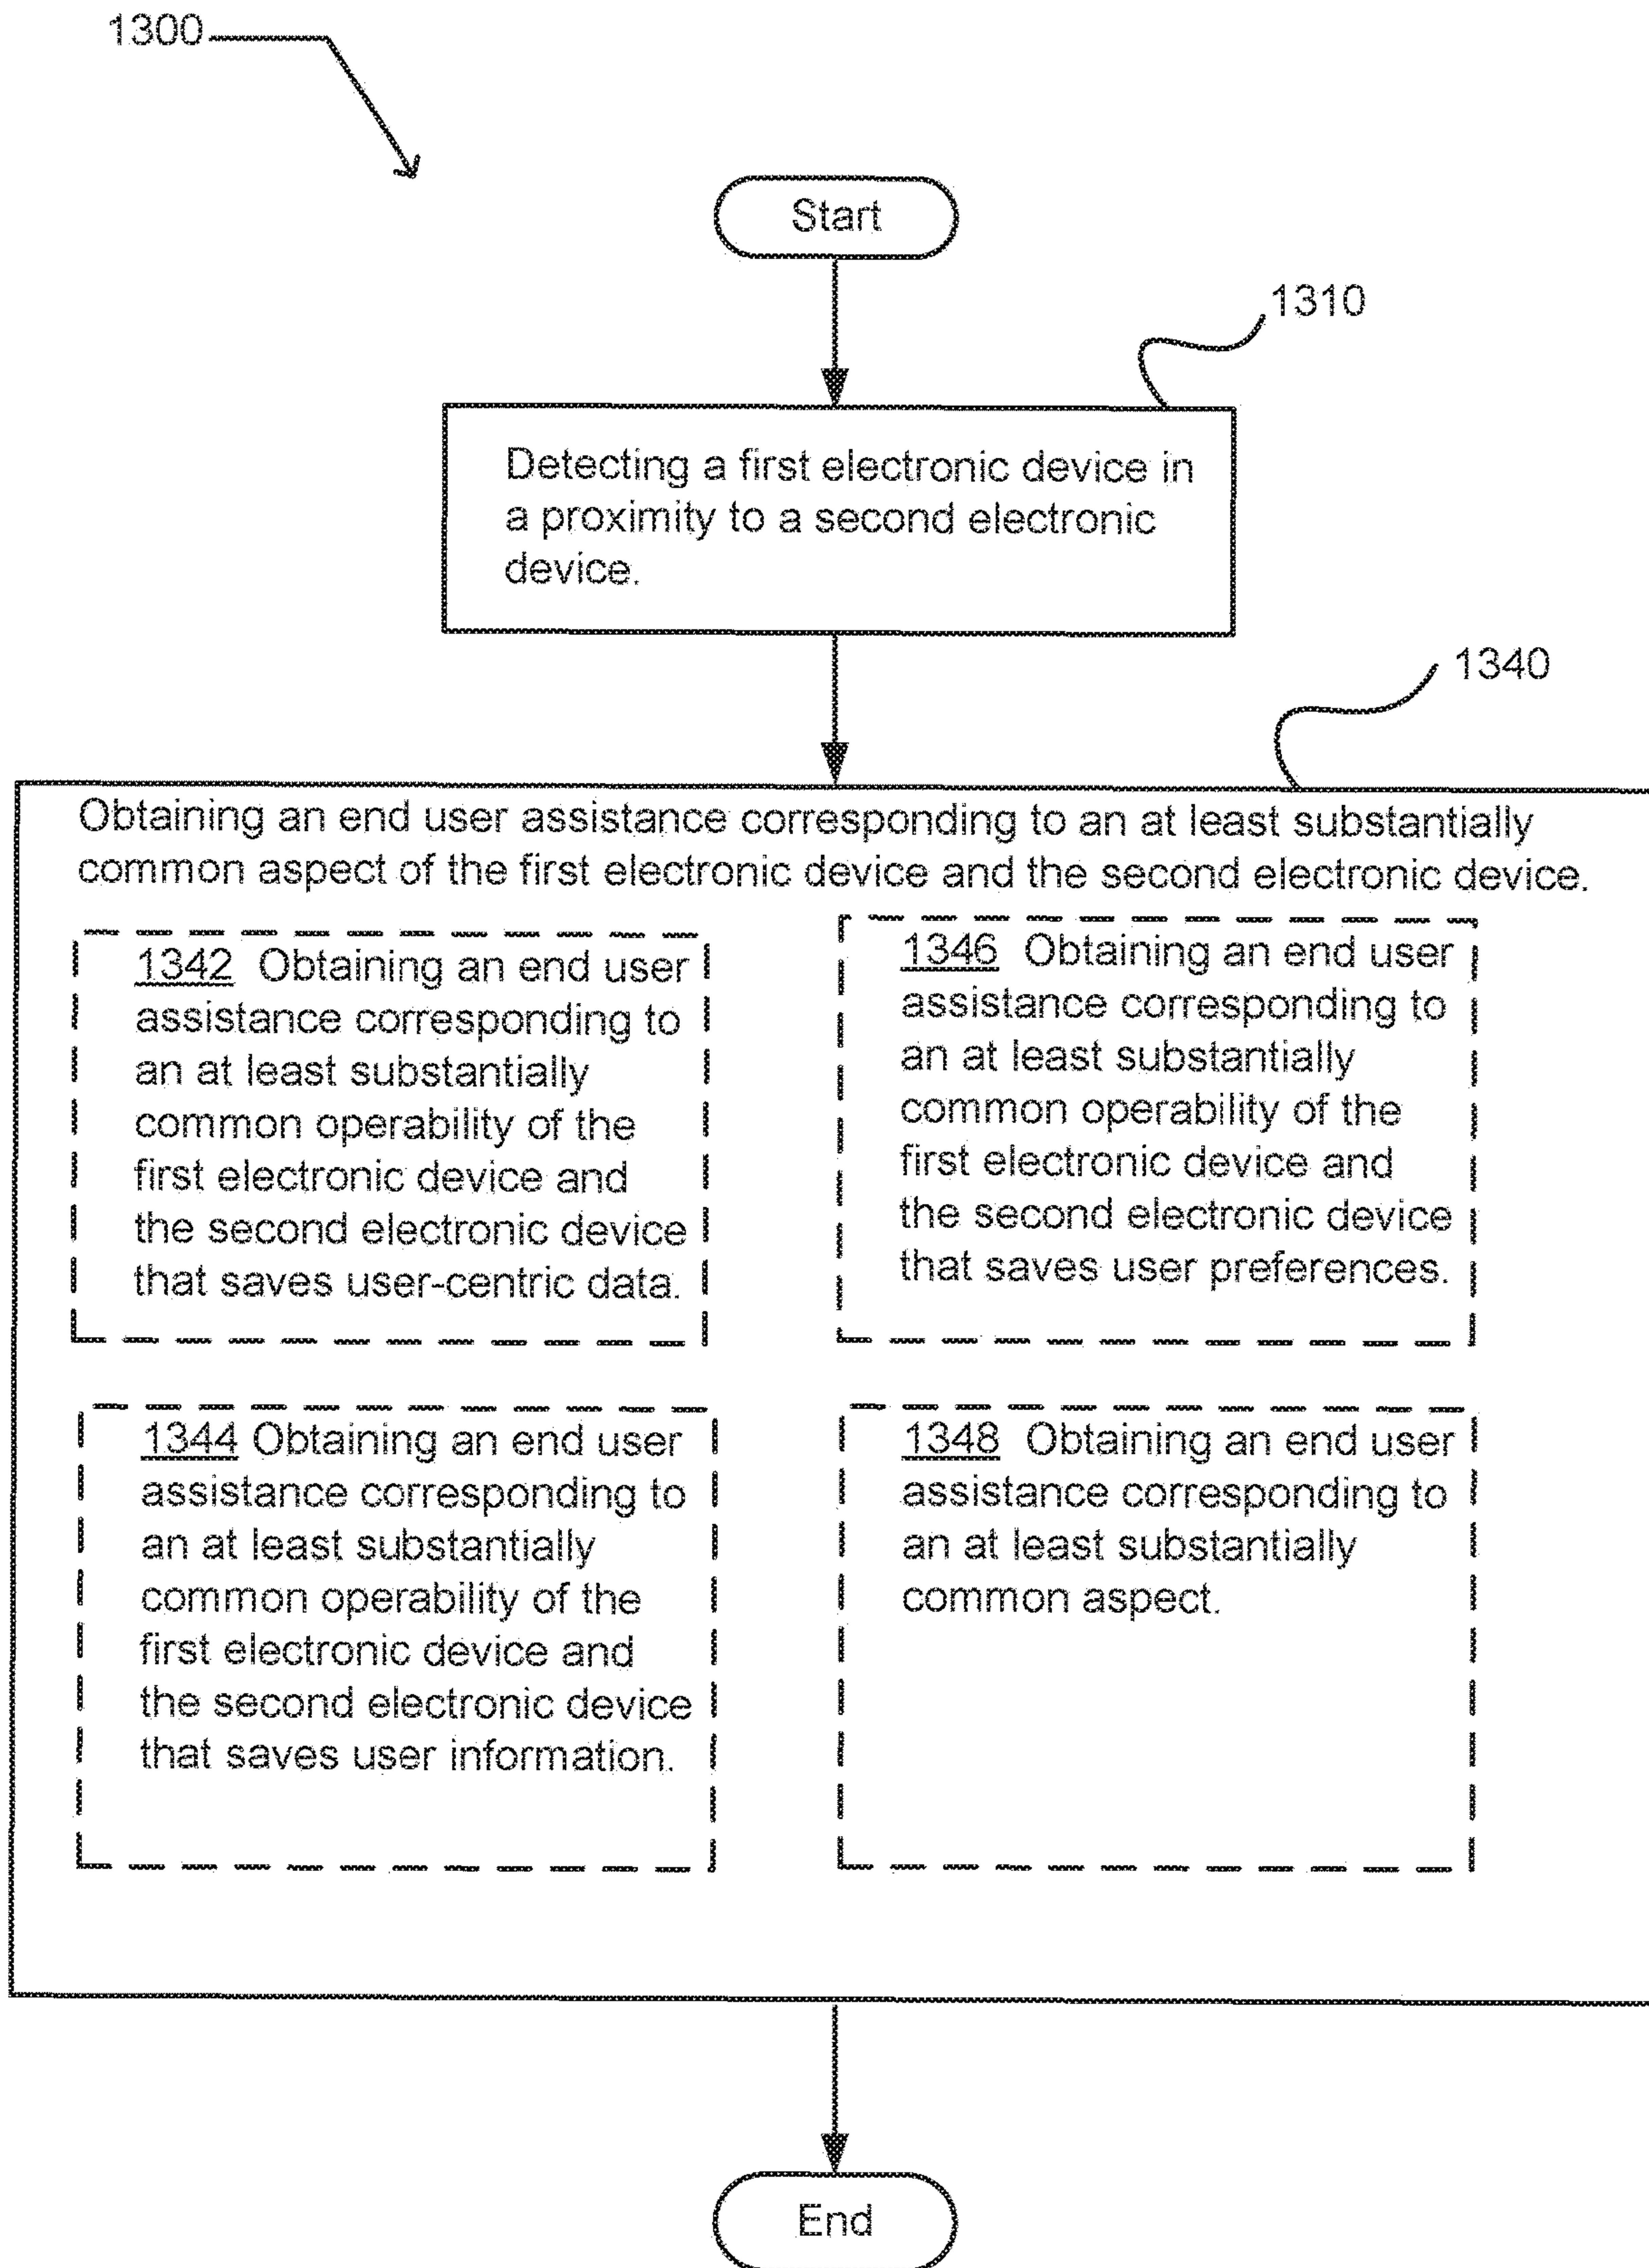 1300
Start
1310
Detecting a first electronic device in
a proximity to a second electronic
device.
1340
Obtaining an end user assistance corresponding to an at least substantially
common aspect of the first electronic device and the second electronic device.
1342 Obtaining an end user
assistance corresponding to
an at least substantially
common operability of the
first electronic device and
the second electronic device
that saves user-centric data.
1346 Obtaining an end user
assistance corresponding to
an at least substantially
common operability of the
first electronic device and
the second electronic device
that saves user preferences.
1344 Obtaining an end user
assistance corresponding to
an at least substantially
common operability of the
first electronic device and
the second electronic device
that saves user information.
1348 Obtaining an end user
assistance corresponding to
an at least substantially
common aspect.
End